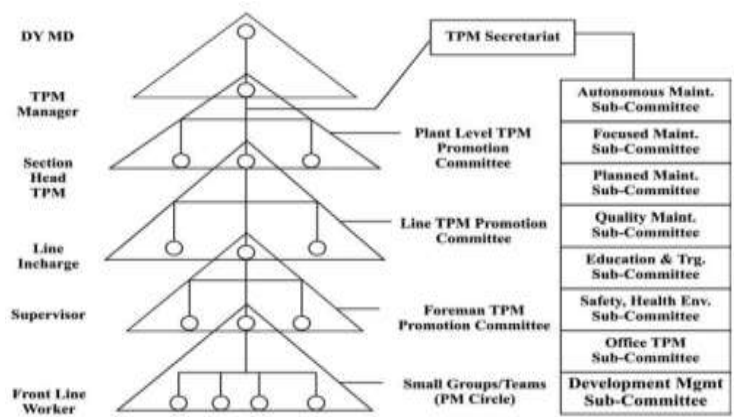 DY MD
TPM
Manager
Section
Head
TPM
Line
Incharge
Supervisor
Front Line
Worker
TPM Secretariat
Plant Level TPM
Promotion
Committee
Line TPM Promotion
Committee
Foreman TPM
Promotion Committee
Small Groups/Teams
(PM Circle)
Autonomous Maint.
Sub-Committee
Focused Maint.
Sub-Committee
Planned Maint.
Sub-Committee
Quality Maint.
Sub-Committee
Education & Trg.
Sub-Committee
Safety, Health Env.
Sub-Committee
Office TPM
Sub-Committee
Development Mgmt
Sub-Committee